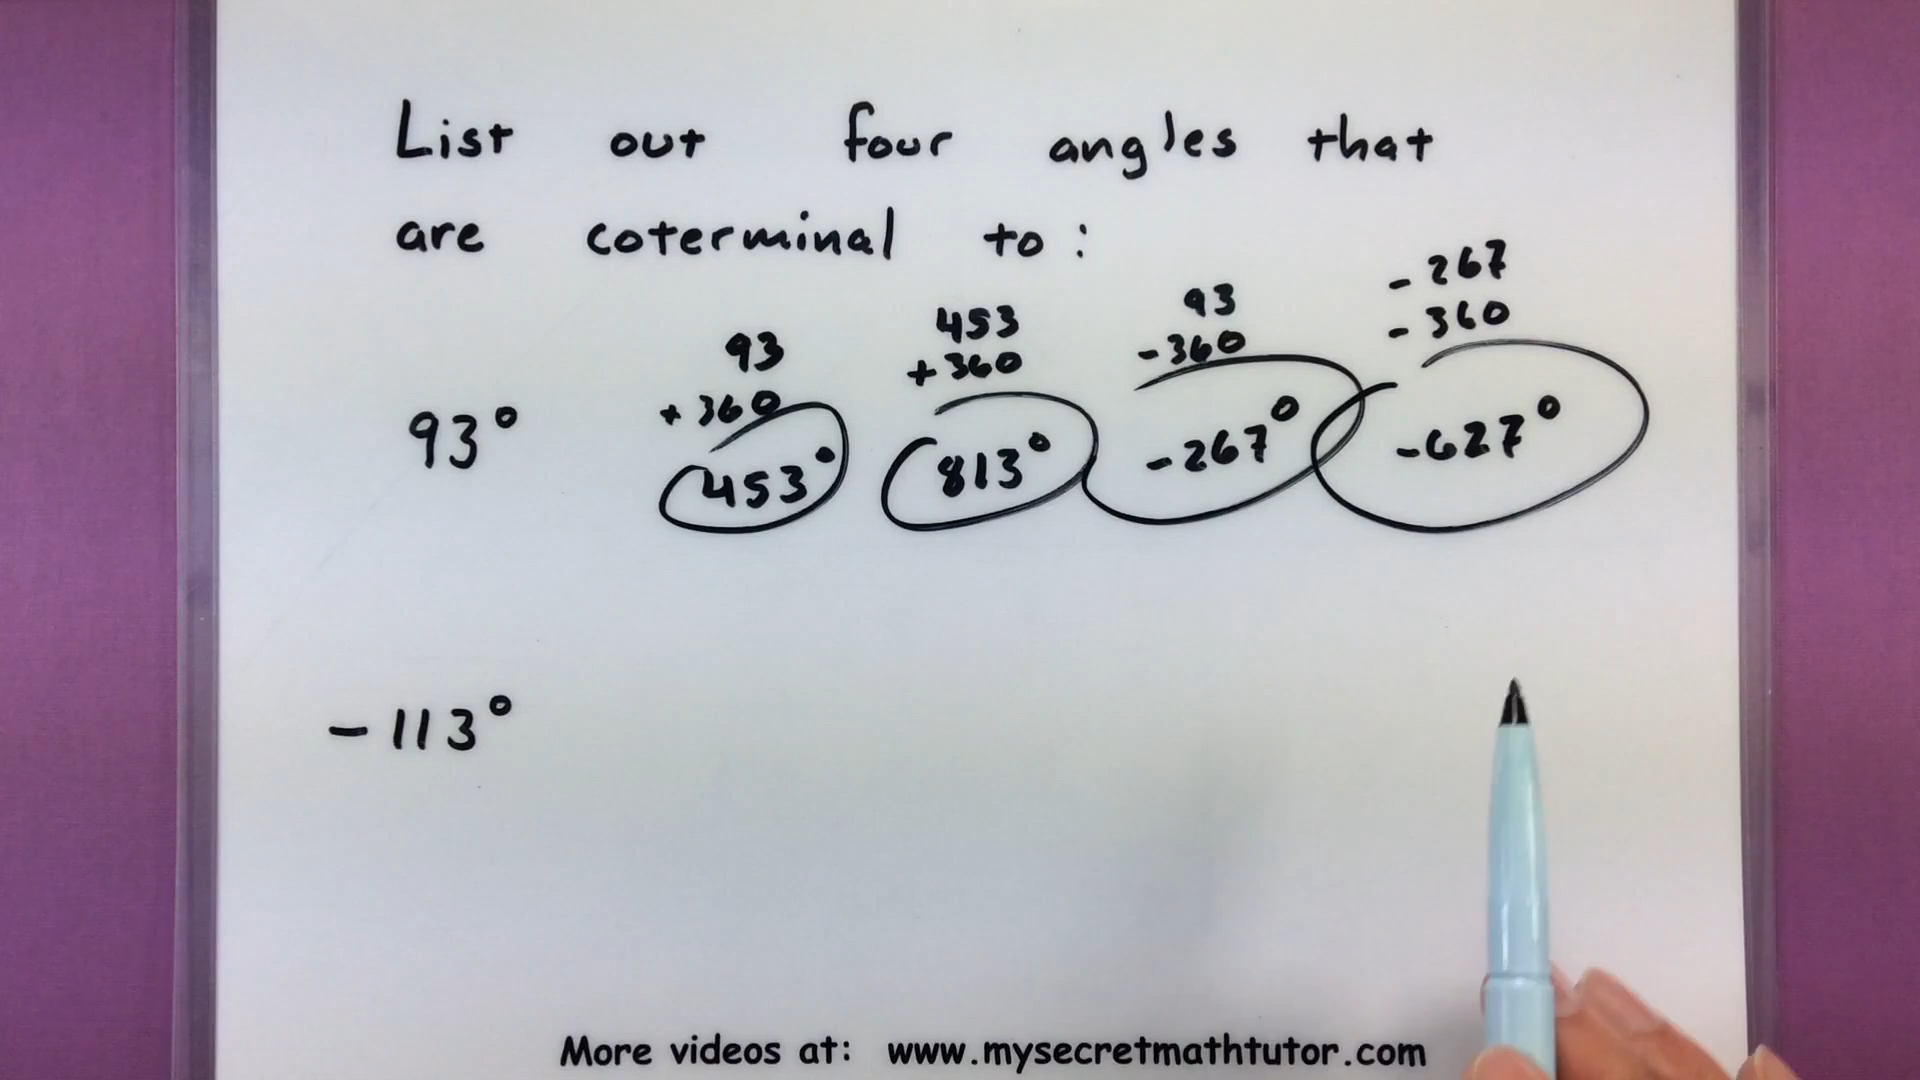 List out four angles that
are coterminal to:
93 + 360 453°
453 + 360 813°
93 - 360 -267°
-267 - 360 -627°
93°
-113°
More videos at: www.mysecretmathtutor.com